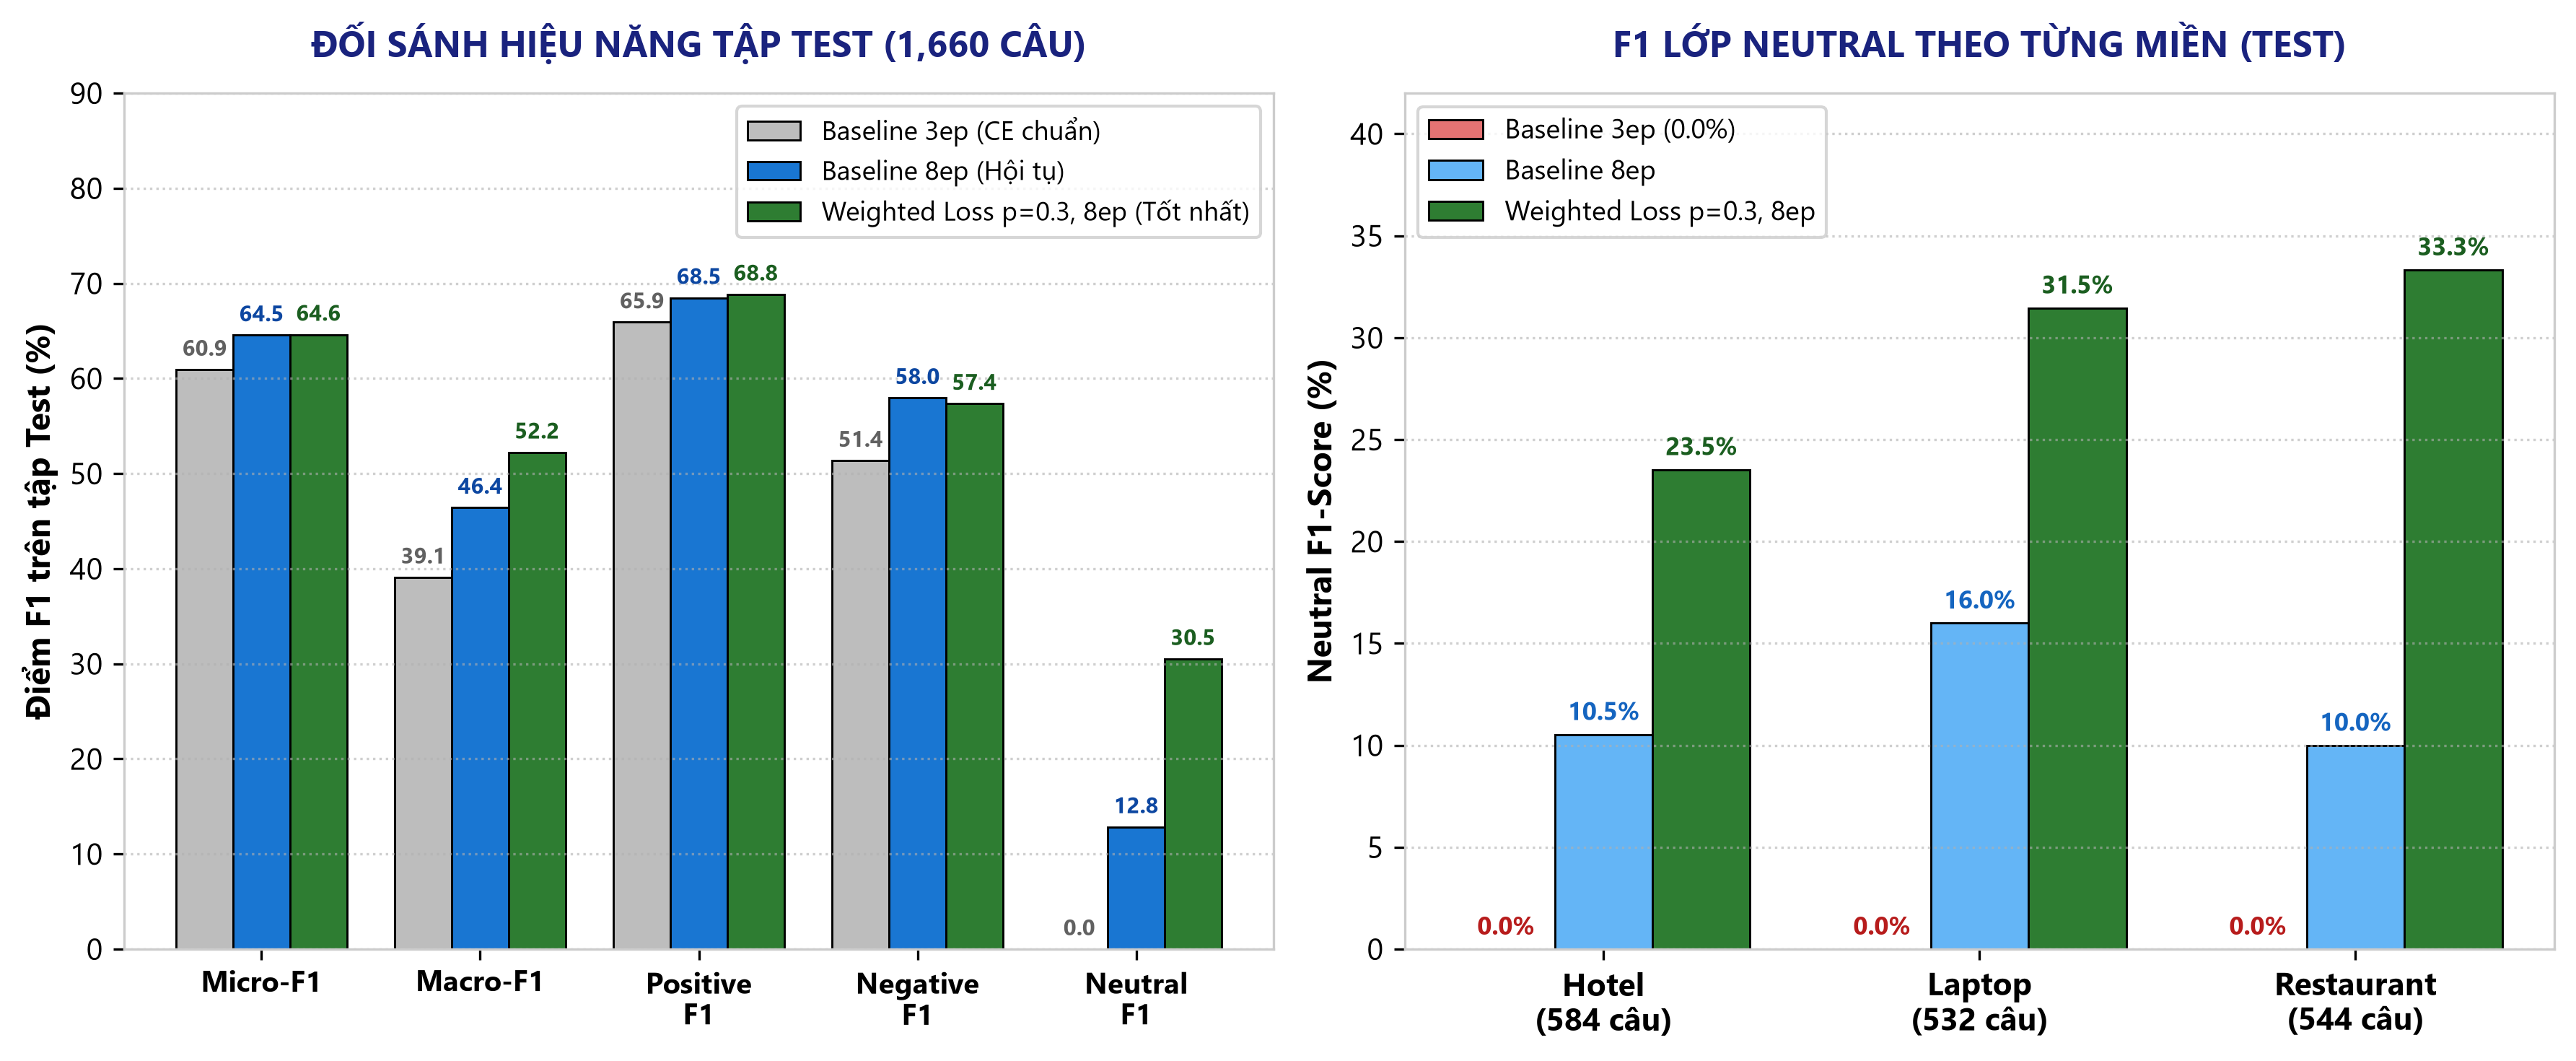 ĐỐI SÁNH HIỆU NĂNG TẬP TEST (1,660 CÂU)
Điểm F1 trên tập Test (%)
90
80
70
60
50
40
30
20
10
0
Baseline 3ep (CE chuẩn)
Baseline 8ep (Hội tụ)
Weighted Loss p=0.3, 8ep (Tốt nhất)
60.9
64.5
64.6
39.1
46.4
52.2
65.9
68.5
68.8
51.4
58.0
57.4
0.0
12.8
30.5
Micro-F1
Macro-F1
Positive
F1
Negative
F1
Neutral
F1
F1 LỚP NEUTRAL THEO TỪNG MIỀN (TEST)
Neutral F1-Score (%)
40
35
30
25
20
15
10
5
0
Baseline 3ep (0.0%)
Baseline 8ep
Weighted Loss p=0.3, 8ep
0.0%
10.5%
23.5%
0.0%
16.0%
31.5%
0.0%
10.0%
33.3%
Hotel
(584 câu)
Laptop
(532 câu)
Restaurant
(544 câu)